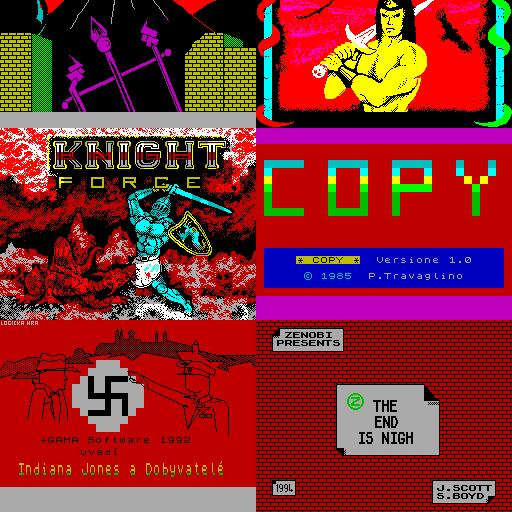 KNIGHT
FORCE
COPY
* COPY * Versione 1.0
© 1985 P.Travaglino
LOGICKA HRA
+GAMA Software 1992
uvádí
Indiana Jones a Dobyvatelé
ZENOBI
PRESENTS
Z
THE
END
IS NIGH
1994
J.SCOTT
S.BOYD